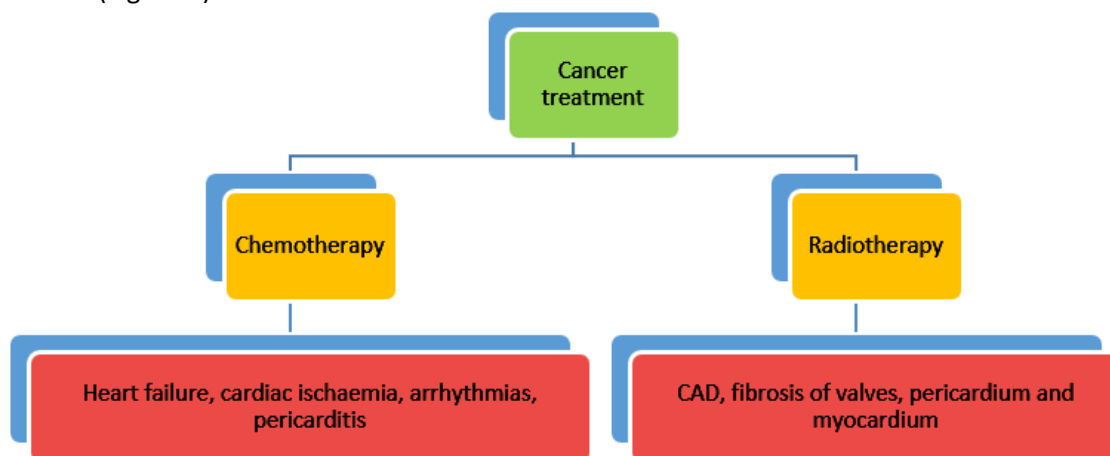 Cancer
treatment
Chemotherapy
Radiotherapy
Heart failure, cardiac ischaemia, arrhythmias,
pericarditis
CAD, fibrosis of valves, pericardium and
myocardium